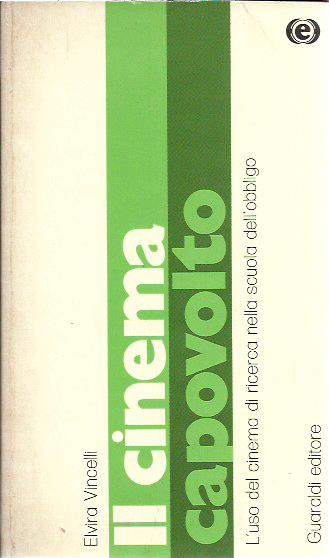 Elvira Vincelli
Il cinema
capovolto
L'uso del cinema di ricerca nella scuola dell'obbligo
Guaraldi editore
e